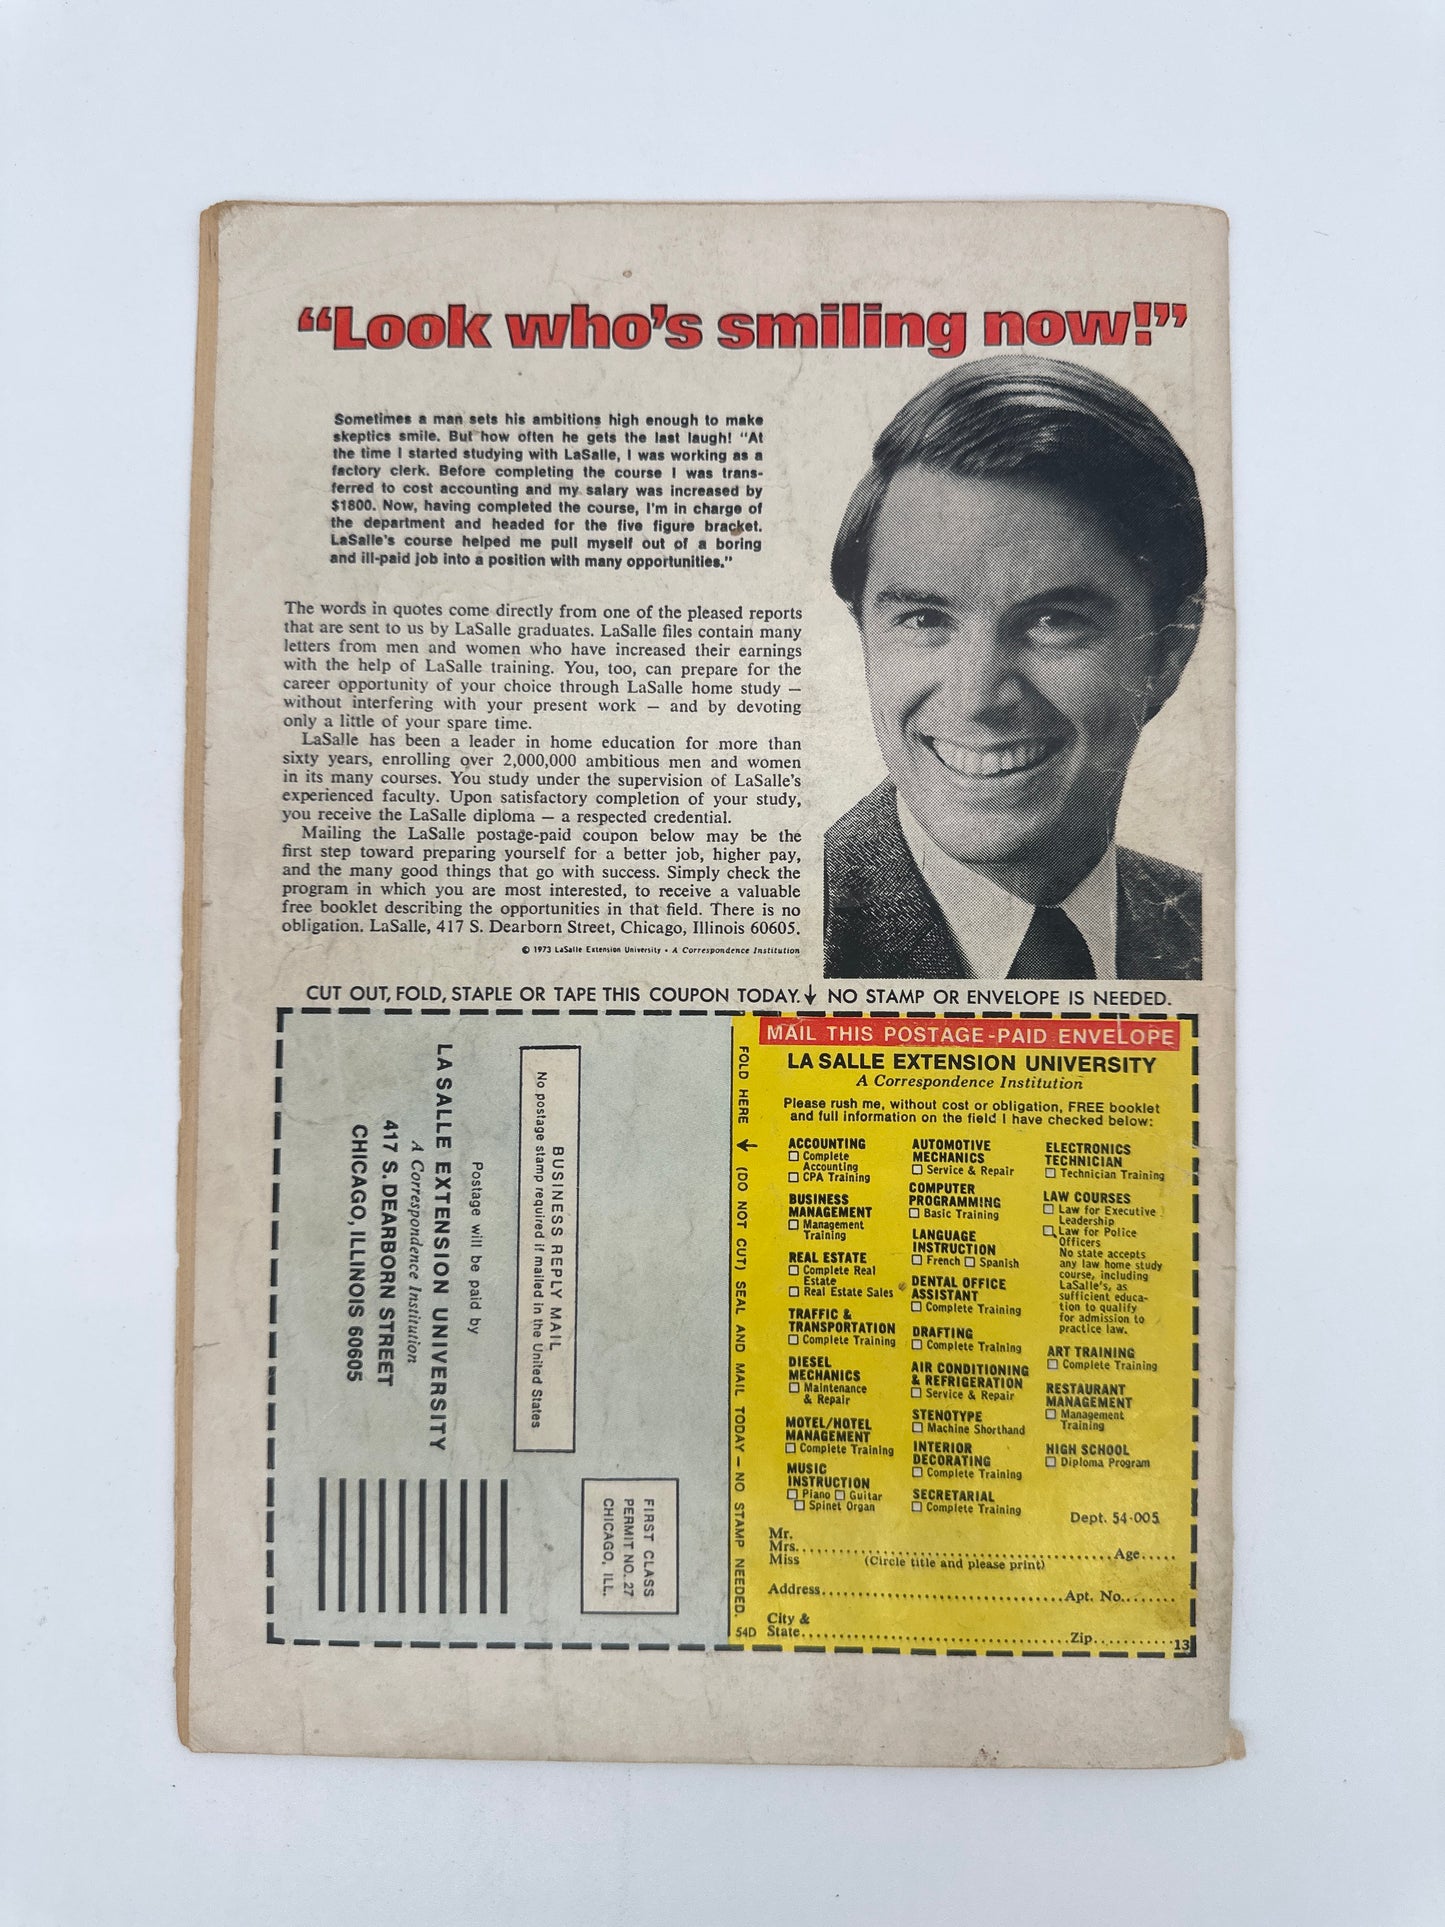 “Look who’s smiling now!”
Sometimes a man sets his ambitions high enough to make
skeptics smile. But how often he gets the last laugh! "At
the time I started studying with LaSalle, I was working as a
factory clerk. Before completing the course I was trans-
ferred to cost accounting and my salary was increased by
$1800. Now, having completed the course, I'm in charge of
the department and headed for the five figure bracket.
LaSalle's course helped me pull myself out of a boring
and ill-paid job into a position with many opportunities."
The words in quotes come directly from one of the pleased reports
that are sent to us by LaSalle graduates. LaSalle files contain many
letters from men and women who have increased their earnings
with the help of LaSalle training. You, too, can prepare for the
career opportunity of your choice through LaSalle home study —
without interfering with your present work — and by devoting
only a little of your spare time.
LaSalle has been a leader in home education for more than
sixty years, enrolling over 2,000,000 ambitious men and women
in its many courses. You study under the supervision of LaSalle's
experienced faculty. Upon satisfactory completion of your study,
you receive the LaSalle diploma — a respected credential.
Mailing the LaSalle postage-paid coupon below may be the
first step toward preparing yourself for a better job, higher pay,
and the many good things that go with success. Simply check the
program in which you are most interested, to receive a valuable
free booklet describing the opportunities in that field. There is no
obligation. LaSalle, 417 S. Dearborn Street, Chicago, Illinois 60605.
© 1973 LaSalle Extension University • A Correspondence Institution
CUT OUT, FOLD, STAPLE OR TAPE THIS COUPON TODAY. ↓ NO STAMP OR ENVELOPE IS NEEDED.
FIRST CLASS
PERMIT NO. 27
CHICAGO, ILL.
BUSINESS REPLY MAIL
No postage stamp required if mailed in the United States
Postage will be paid by
LASALLE EXTENSION UNIVERSITY
A Correspondence Institution
417 S. DEARBORN STREET
CHICAGO, ILLINOIS 60605
FOLD HERE ↓ (DO NOT CUT) SEAL AND MAIL TODAY — NO STAMP NEEDED.
54D
MAIL THIS POSTAGE-PAID ENVELOPE
LA SALLE EXTENSION UNIVERSITY
A Correspondence Institution
Please rush me, without cost or obligation, FREE booklet
and full information on the field I have checked below:
ACCOUNTING
☐ Complete
Accounting
☐ CPA Training
BUSINESS
MANAGEMENT
☐ Management
Training
REAL ESTATE
☐ Complete Real
Estate
☐ Real Estate Sales
TRAFFIC &
TRANSPORTATION
☐ Complete Training
DIESEL
MECHANICS
☐ Maintenance
& Repair
MOTEL/HOTEL
MANAGEMENT
☐ Complete Training
MUSIC
INSTRUCTION
☐ Piano ☐ Guitar
☐ Spinet Organ
AUTOMOTIVE
MECHANICS
☐ Service & Repair
COMPUTER
PROGRAMMING
☐ Basic Training
LANGUAGE
INSTRUCTION
☐ French ☐ Spanish
DENTAL OFFICE
ASSISTANT
☐ Complete Training
DRAFTING
☐ Complete Training
AIR CONDITIONING
& REFRIGERATION
☐ Service & Repair
STENOTYPE
☐ Machine Shorthand
INTERIOR
DECORATING
☐ Complete Training
SECRETARIAL
☐ Complete Training
ELECTRONICS
TECHNICIAN
☐ Technician Training
LAW COURSES
☐ Law for Executive
Leadership
☐ Law for Police
Officers
No state accepts
any law home study
course, including
LaSalle's, as
sufficient educa-
tion to qualify
for admission to
practice law.
ART TRAINING
☐ Complete Training
RESTAURANT
MANAGEMENT
☐ Management
Training
HIGH SCHOOL
☐ Diploma Program
Dept. 54-005
Mr.
Mrs. Age
Miss (Circle title and please print)
Address Apt. No.
City &
State Zip
13